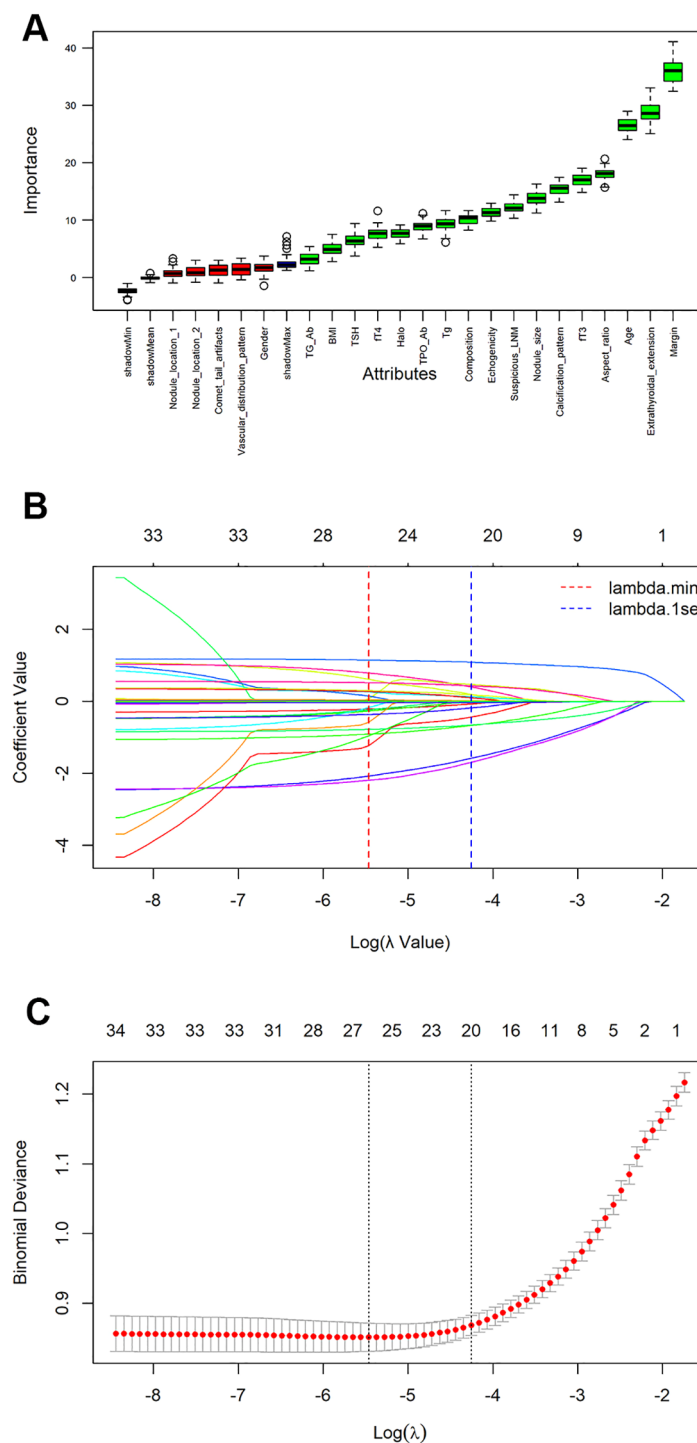 A
Importance
40
30
20
10
0
shadowMin
shadowMean
Nodule_location_1
Nodule_location_2
Comet_tail_artifacts
Vascular_distribution_pattern
Gender
shadowMax
TG_Ab
BMI
TSH
fT4
Halo
TPO_Ab
Tg
Composition
Echogenicity
Suspicious_LNM
Nodule_size
Calcification_pattern
fT3
Aspect_ratio
Age
Extrathyroidal_extension
Margin
Attributes
B
33 33 28 24 20 9 1
lambda.min
lambda.1se
Coefficient Value
2
0
-2
-4
-8 -7 -6 -5 -4 -3 -2
Log(λ Value)
C
34 33 33 33 31 28 27 25 23 20 16 11 8 5 2 1
Binomial Deviance
1.2
1.1
1.0
0.9
-8 -7 -6 -5 -4 -3 -2
Log(λ)